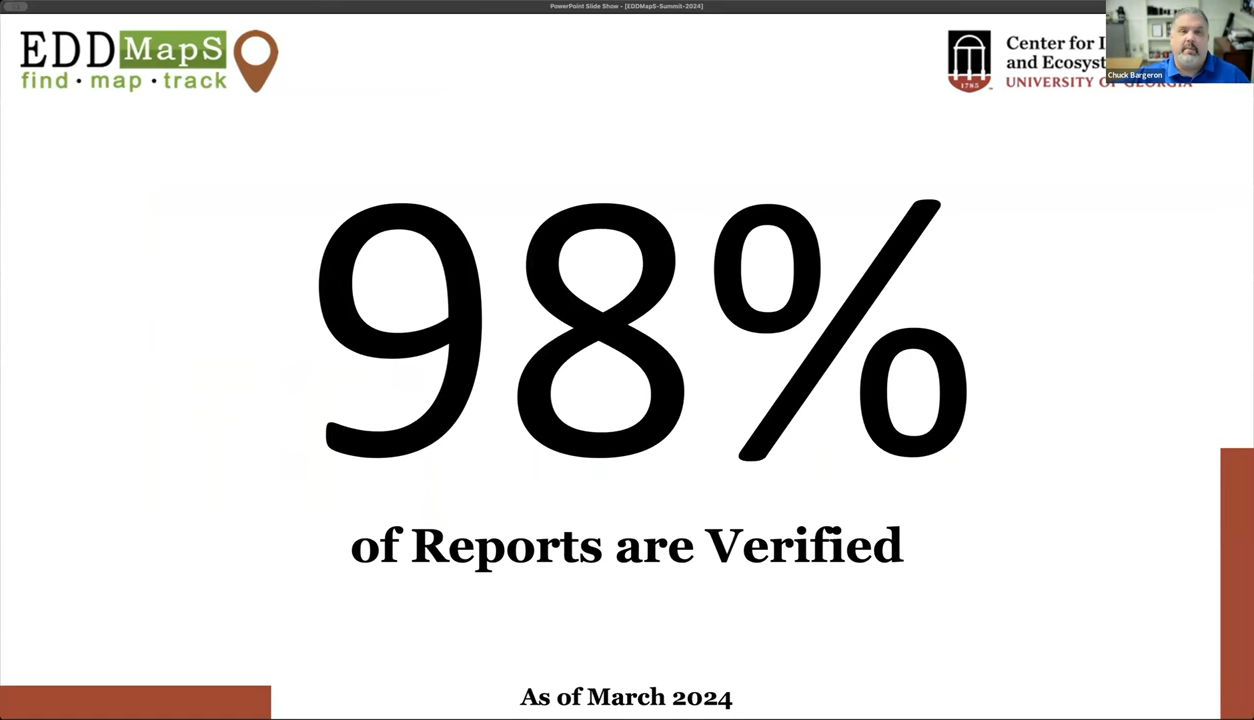 PowerPoint Slide Show - [EDDMapS-Summit-2024]
EDDMapS
find · map · track
1785
Center for
and Ecosyst
UNIVERSITY OF GEORGIA
Chuck Bargeron
98%
of Reports are Verified
As of March 2024